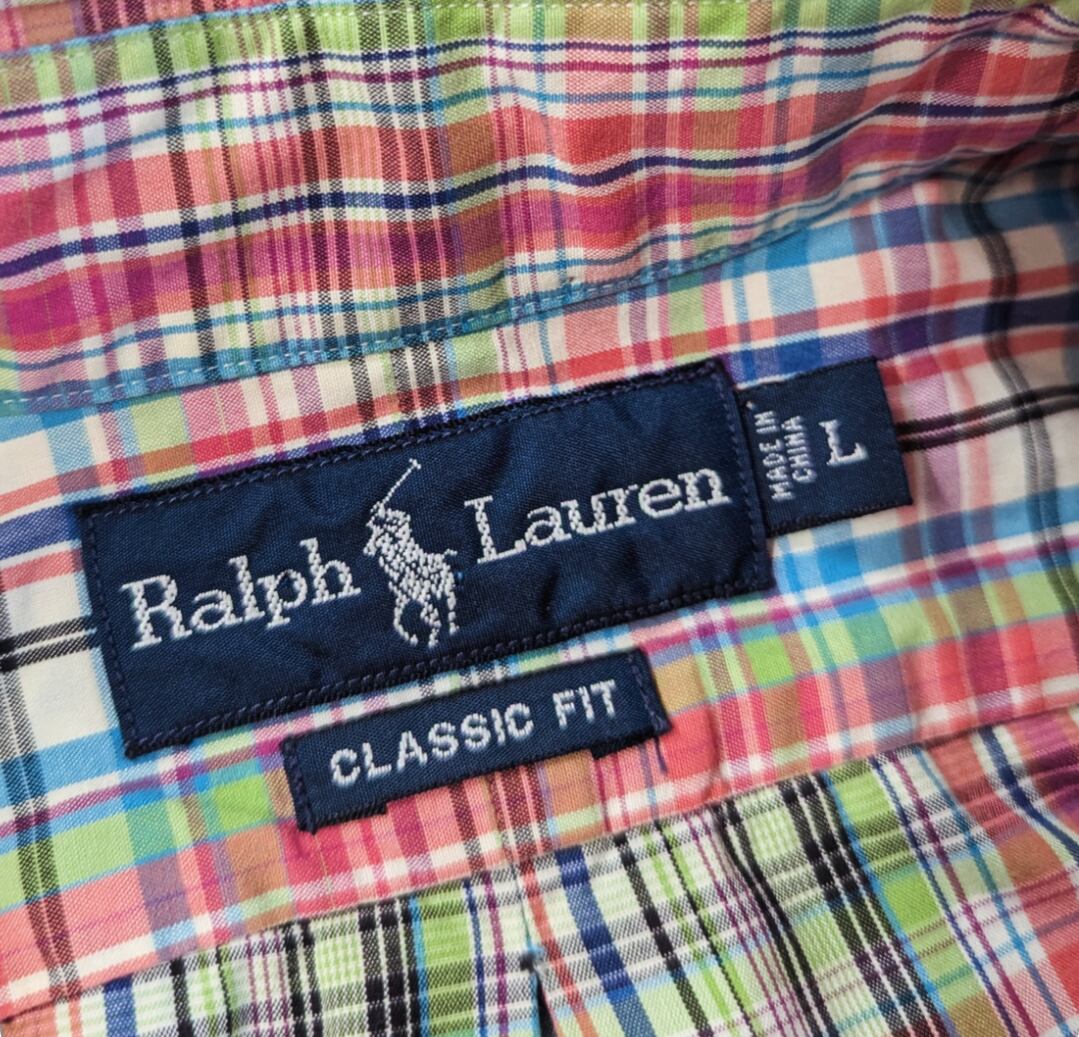 Ralph Lauren
MADE IN
CHINA
L
CLASSIC FIT